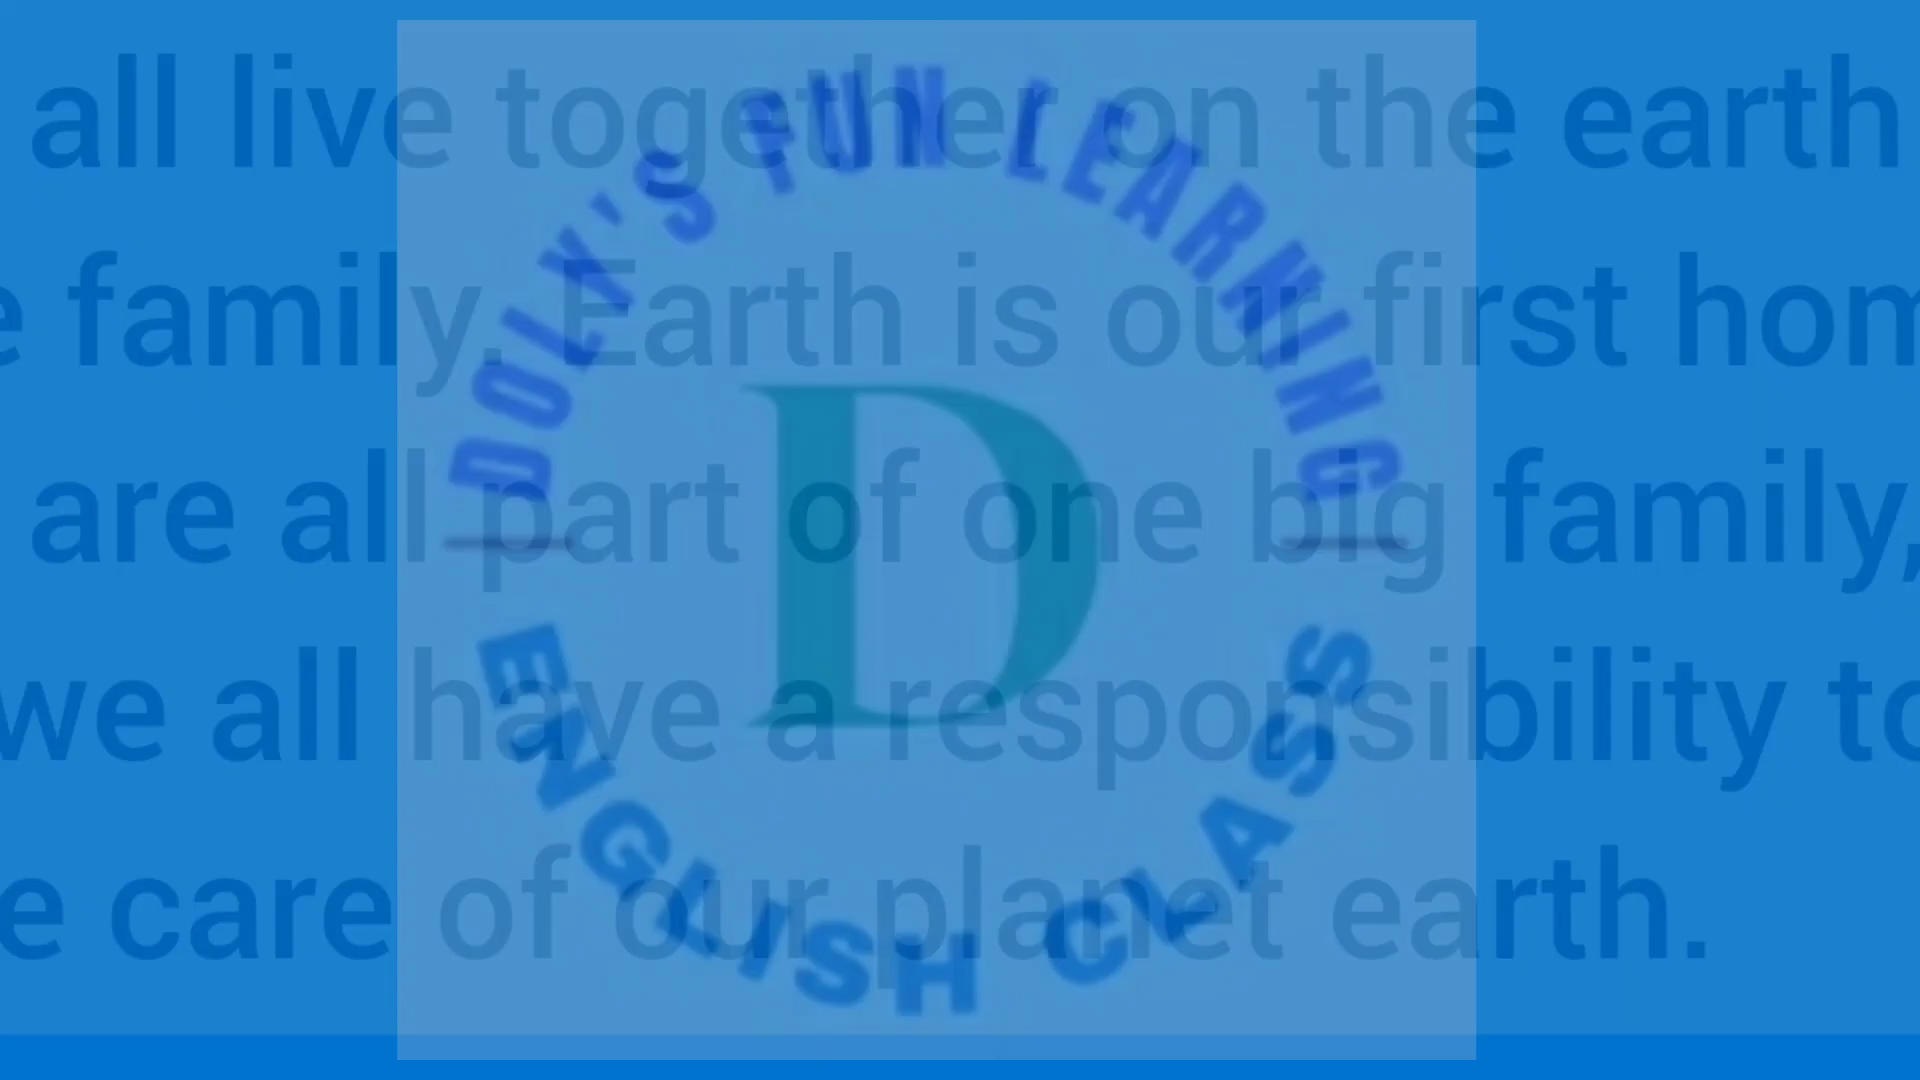 all live together on the earth
e family. Earth is our first hom
are all part of one big family,
we all have a responsibility to
e care of our planet earth.
DOLY'S FUN LEARNING
D
ENGLISH CLASS